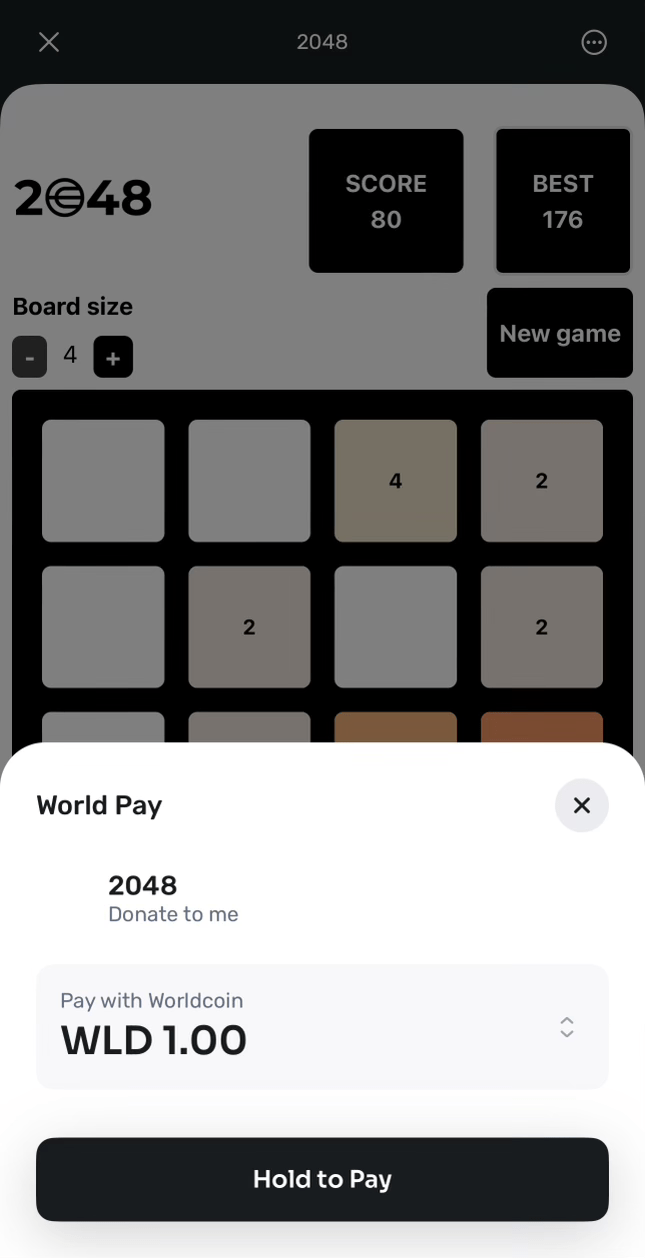 2048
2048
SCORE
80
BEST
176
Board size
- 4 +
New game
4 2
2 2
World Pay
2048
Donate to me
Pay with Worldcoin
WLD 1.00
Hold to Pay